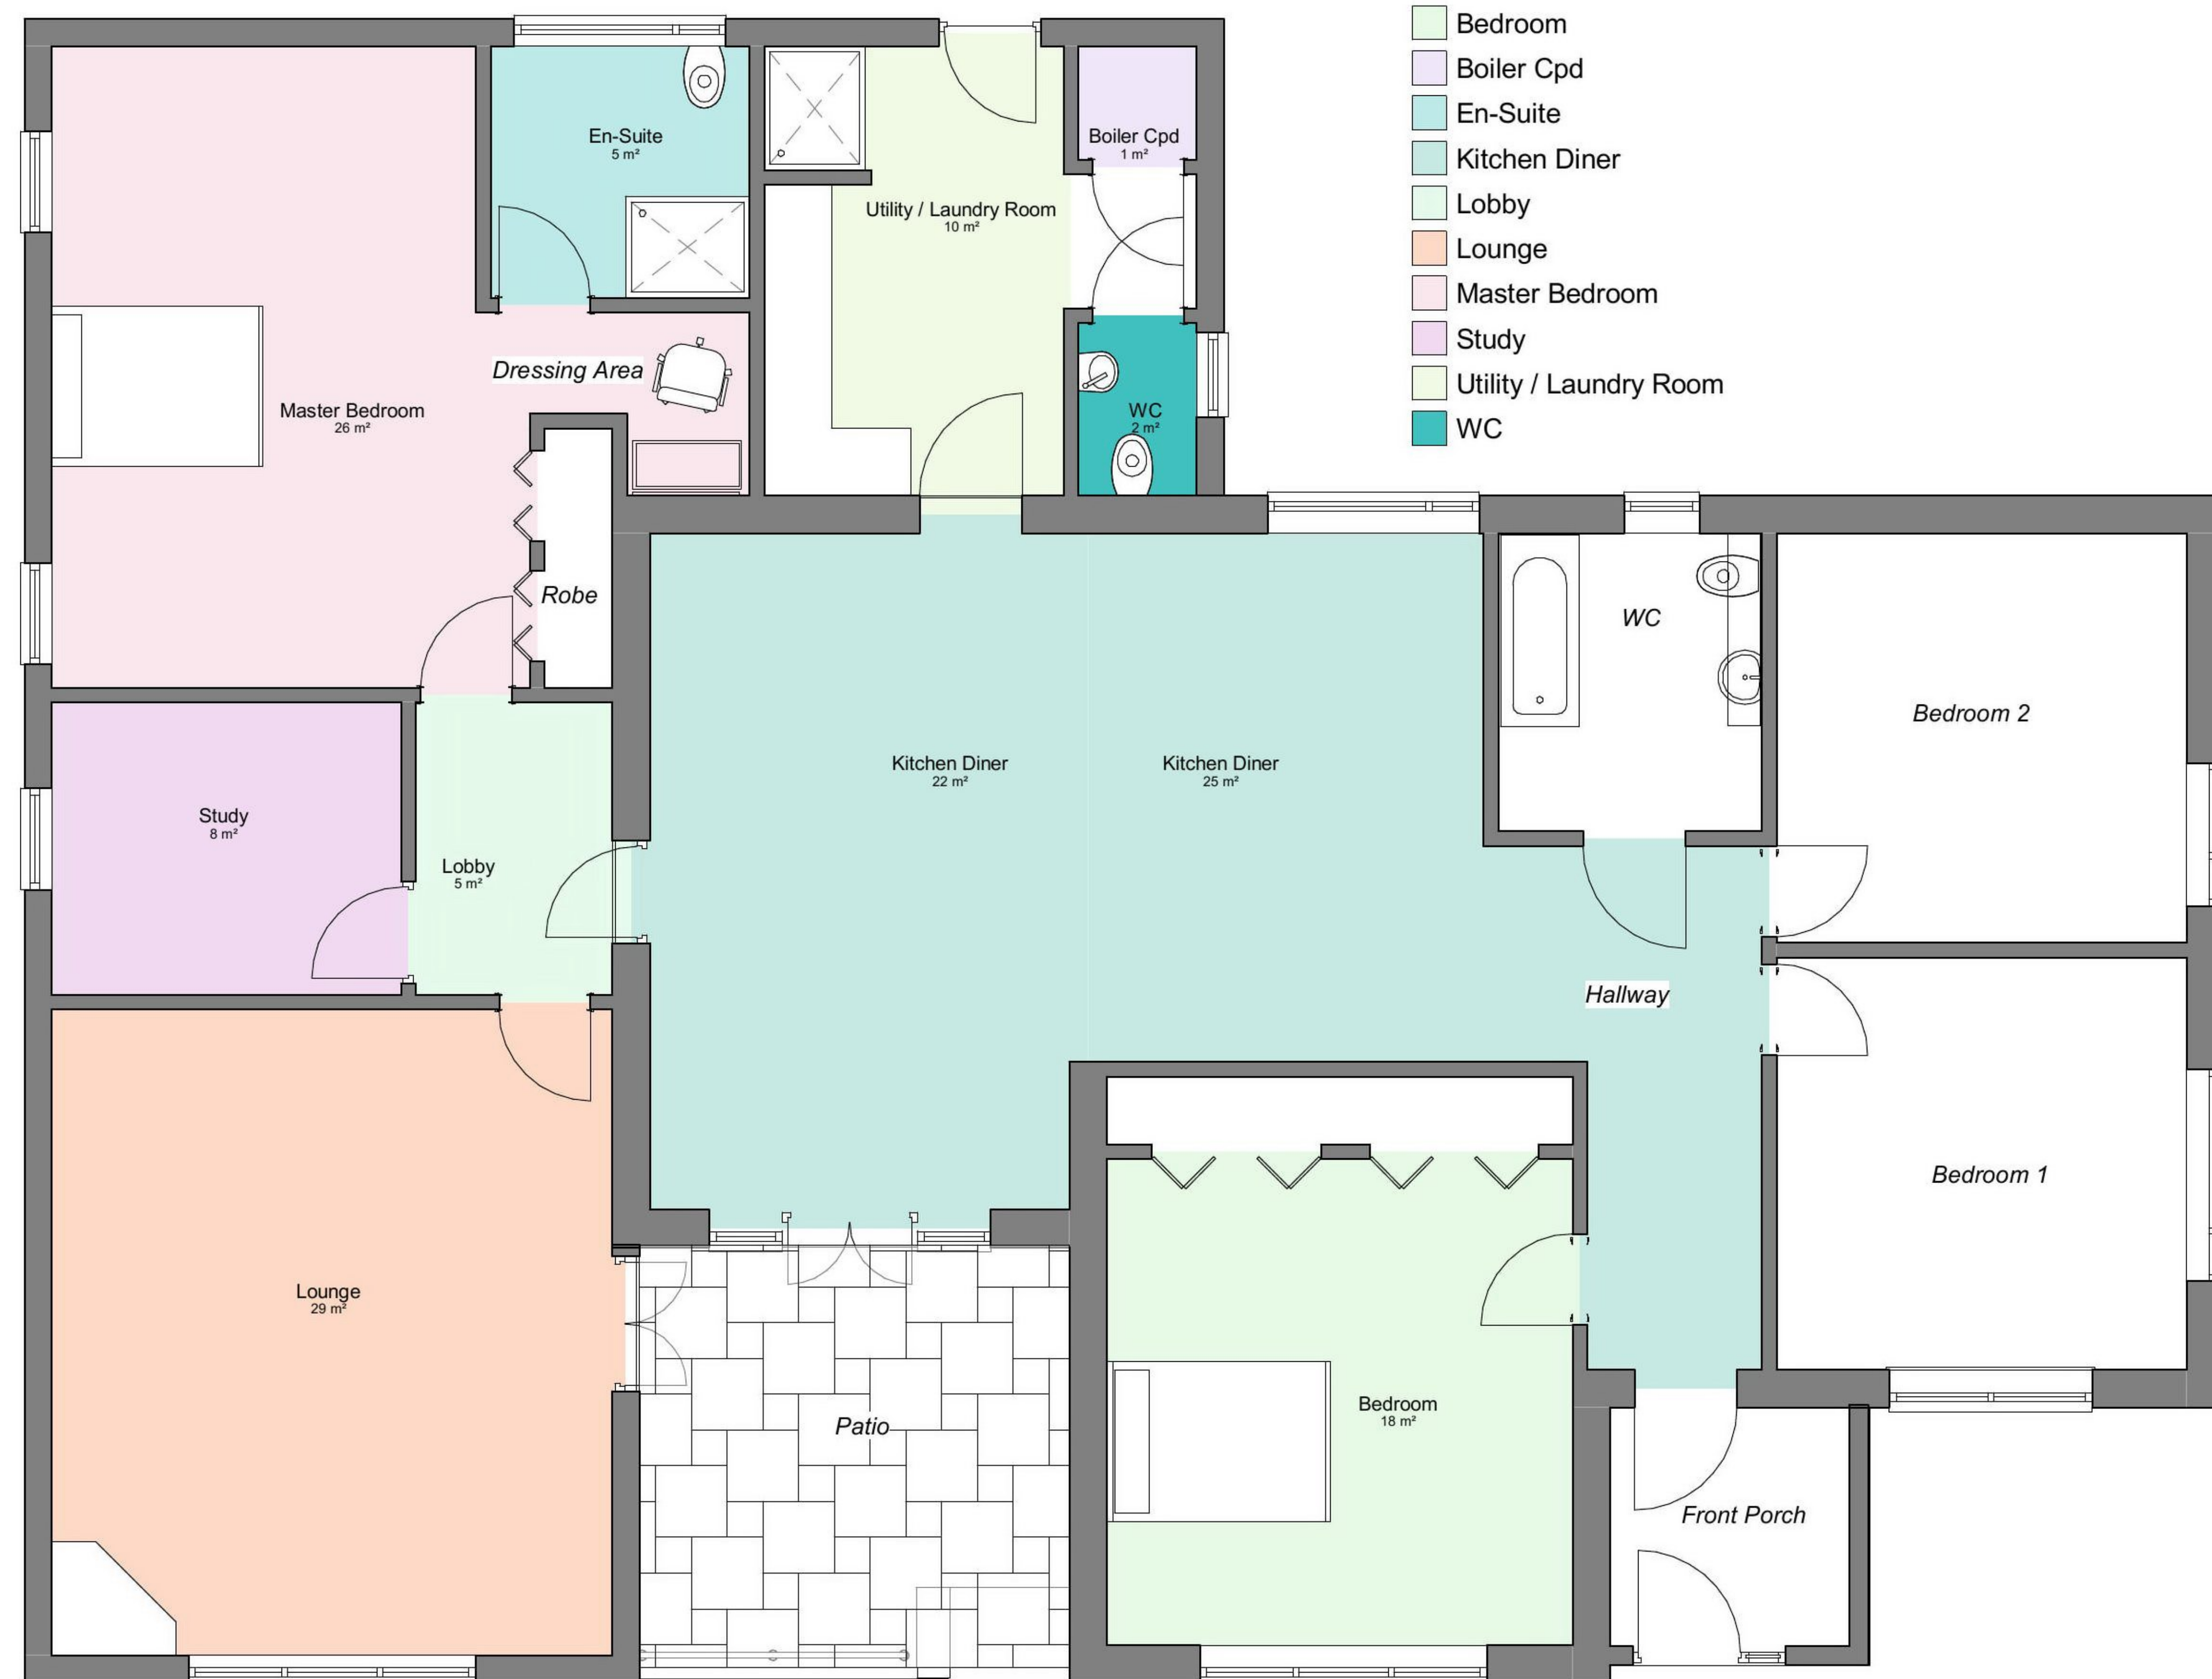 Bedroom
Boiler Cpd
En-Suite
Kitchen Diner
Lobby
Lounge
Master Bedroom
Study
Utility / Laundry Room
WC
En-Suite
5 m²
Boiler Cpd
1 m²
Utility / Laundry Room
10 m²
Dressing Area
Master Bedroom
26 m²
WC
2 m²
Robe
WC
Bedroom 2
Kitchen Diner
22 m²
Kitchen Diner
25 m²
Study
8 m²
Lobby
5 m²
Hallway
Bedroom 1
Lounge
29 m²
Patio
Bedroom
18 m²
Front Porch